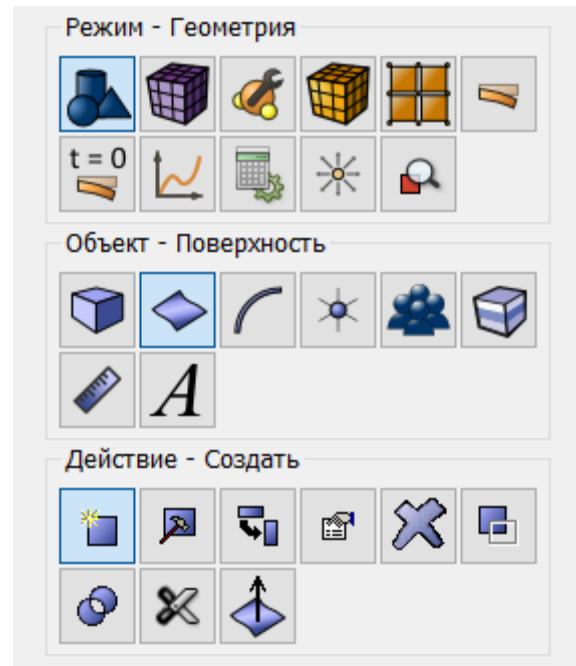 Режим - Геометрия
t = 0
Объект - Поверхность
A
Действие - Создать